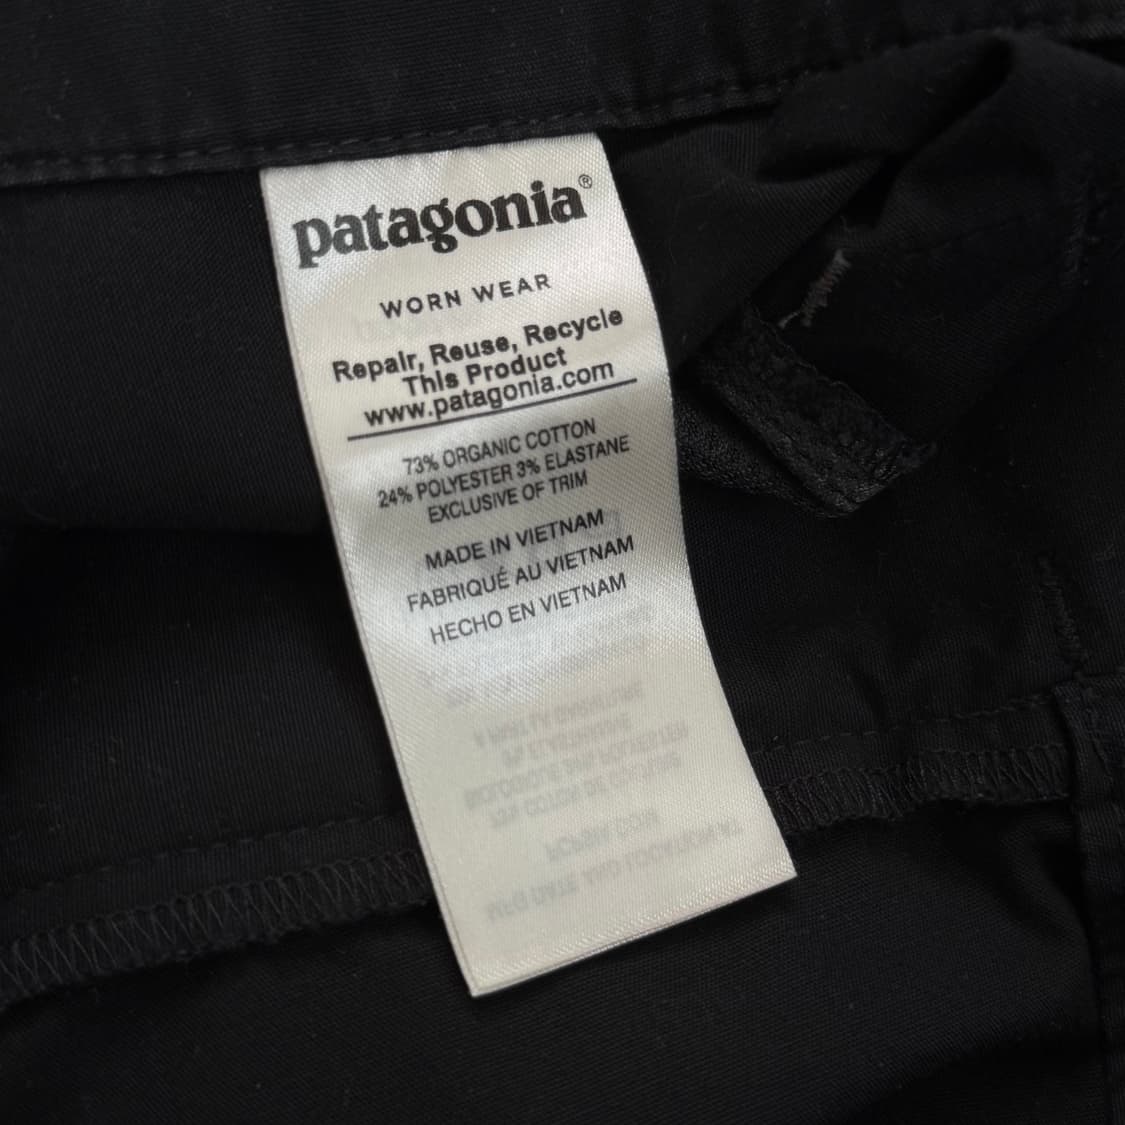 patagonia®
WORN WEAR
Repair, Reuse, Recycle
This Product
www.patagonia.com
73% ORGANIC COTTON
24% POLYESTER 3% ELASTANE
EXCLUSIVE OF TRIM
MADE IN VIETNAM
FABRIQUÉ AU VIETNAM
HECHO EN VIETNAM